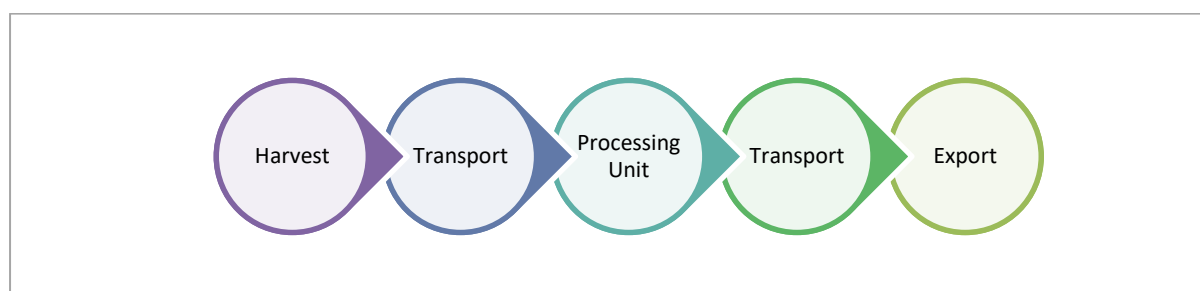 Harvest
Transport
Processing
Unit
Transport
Export